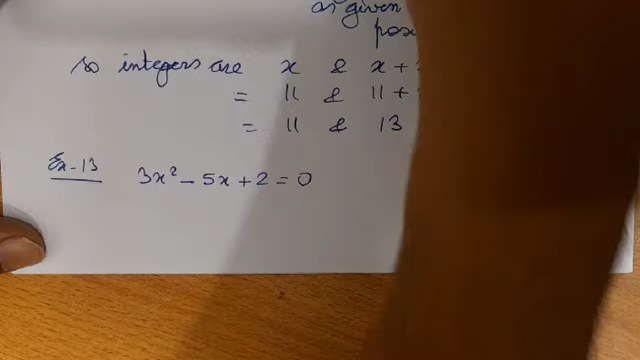 as given
so integers are x & x +
= 11 & 11 +
= 11 & 13
Ex-13 3x² - 5x + 2 = 0